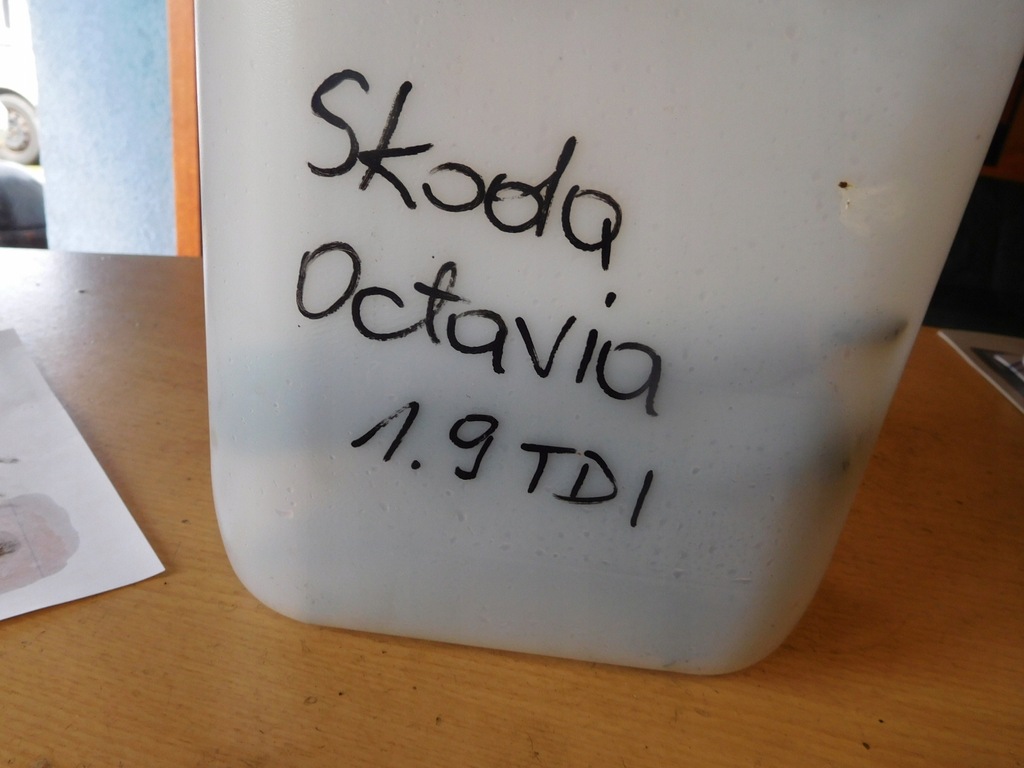 Skoda
Octavia
1.9 TDI